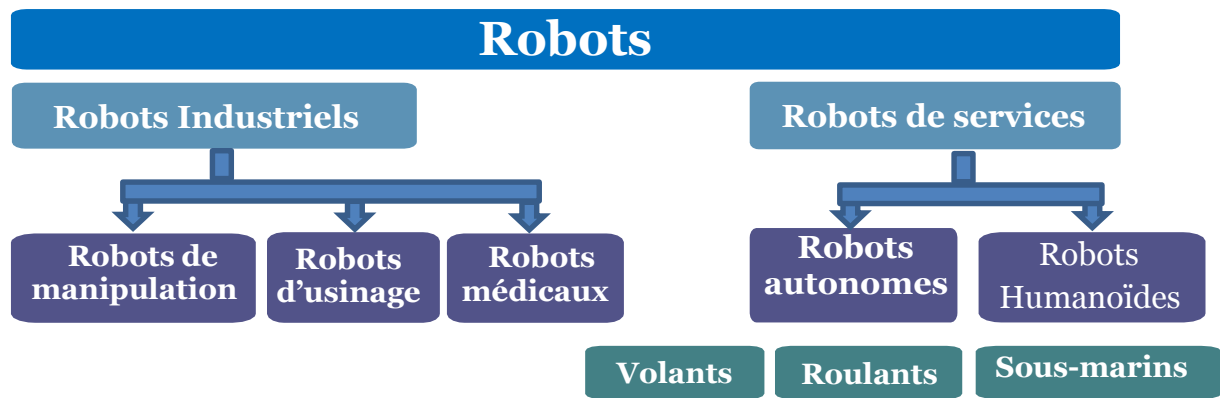 Robots
Robots Industriels
Robots de services
Robots de
manipulation
Robots
d’usinage
Robots
médicaux
Robots
autonomes
Robots
Humanoïdes
Volants
Roulants
Sous-marins